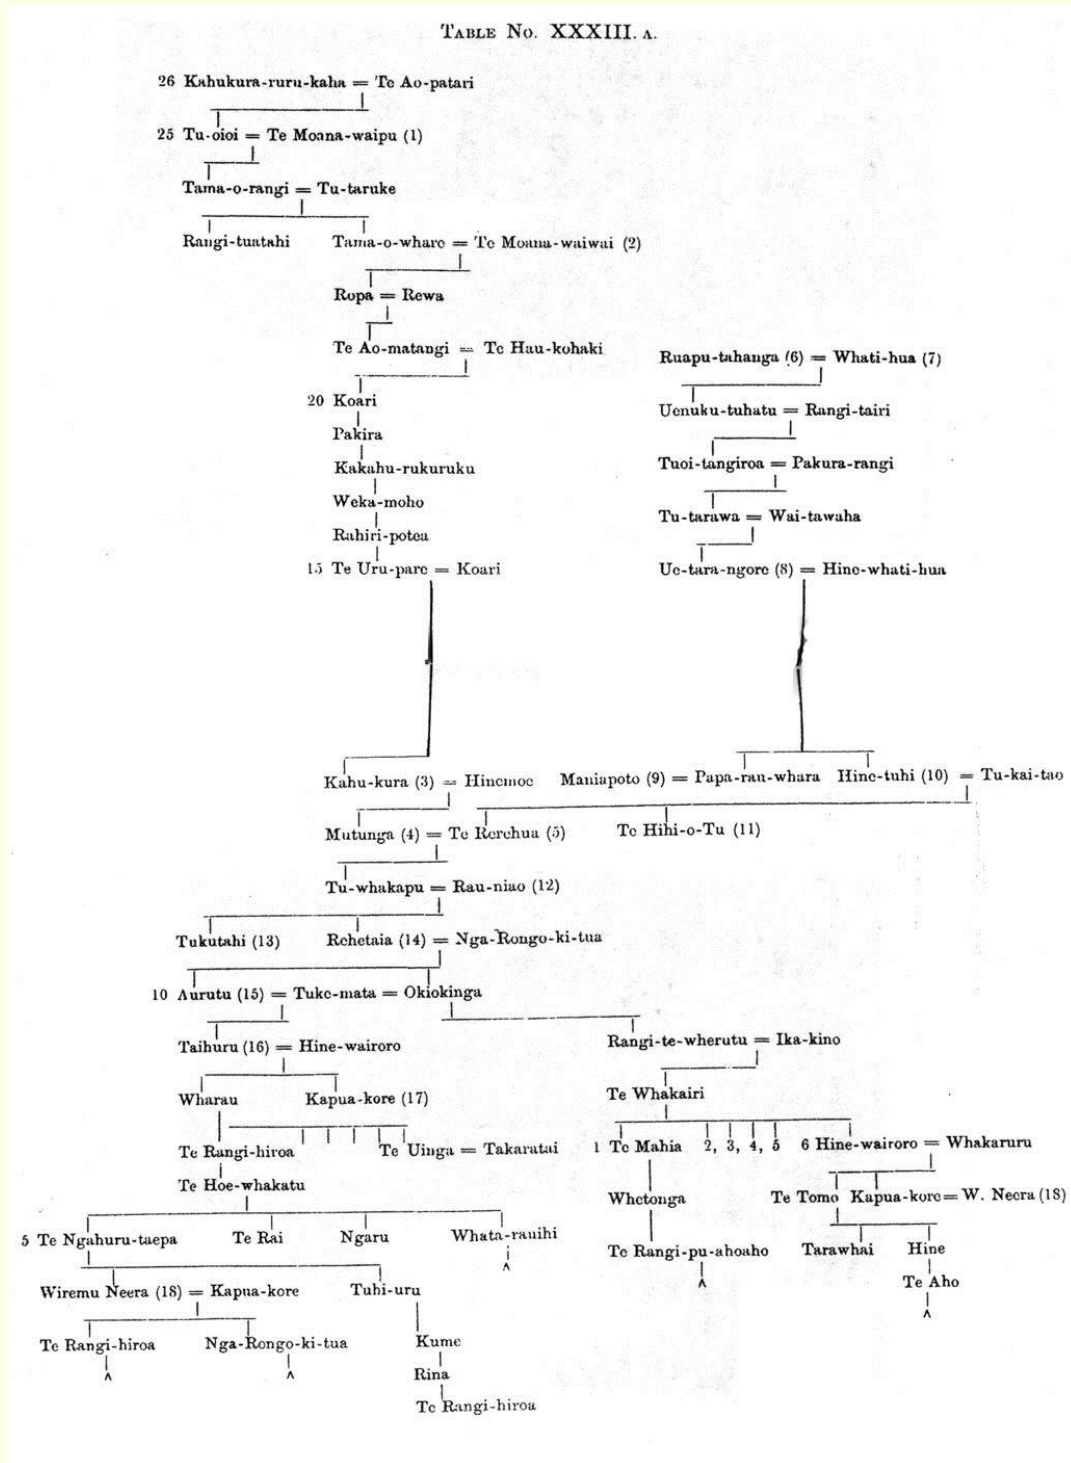 TABLE No. XXXIII. A.
26 Kahukura-ruru-kaha = Te Ao-patari
25 Tu-oioi = Te Moana-waipu (1)
Tama-o-rangi = Tu-taruke
Rangi-tuatahi Tama-o-whare = Te Moana-waiwai (2)
Ropa = Rewa
Te Ao-matangi = Te Hau-kohaki
Ruapu-tahanga (6) = Whati-hua (7)
20 Koari
Uenuku-tuhatu = Rangi-tairi
Pakira
Kakahu-rukuruku
Tuoi-tangiroa = Pakura-rangi
Weka-moho
Tu-tarawa = Wai-tawaha
Rahiri-potea
15 Te Uru-pare = Koari
Ue-tara-ngore (8) = Hine-whati-hua
Kahu-kura (3) = Hinemoe
Maniapoto (9) = Papa-rau-whara Hine-tuhi (10) = Tu-kai-tao
Mutunga (4) = Te Rerehua (5)
Te Hihi-o-Tu (11)
Tu-whakapu = Rau-niao (12)
Tukutahi (13) Rehetaia (14) = Nga-Rongo-ki-tua
10 Aurutu (15) = Tuke-mata = Okiokinga
Taihuru (16) = Hine-wairoro
Rangi-te-wherutu = Ika-kino
Wharau Kapua-kore (17)
Te Whakairi
Te Rangi-hiroa Te Uinga = Takaratai
1 Te Mahia 2, 3, 4, 5 6 Hine-wairoro = Whakaruru
Te Hoe-whakatu
Whetonga Te Tomo Kapua-kore = W. Neera (18)
5 Te Ngahuru-taepa Te Rai Ngaru Whata-rauihi
Te Rangi-pu-ahoaho Tarawhai Hine
Wiremu Neera (18) = Kapua-kore Tuhi-uru
Te Aho
Te Rangi-hiroa Nga-Rongo-ki-tua Kume
Rina
Te Rangi-hiroa